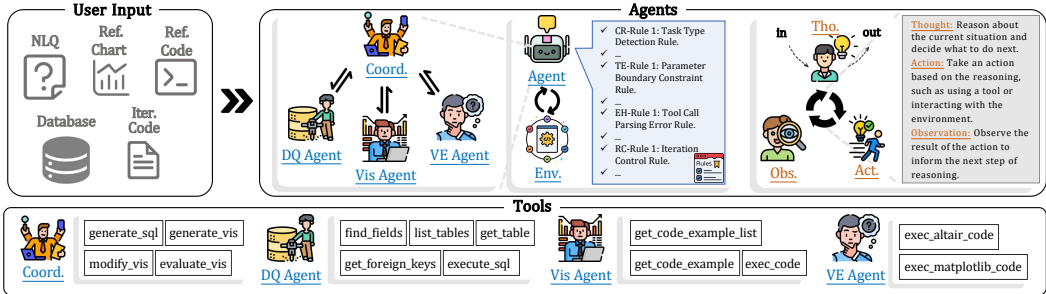 User Input
NLQ
Ref.
Chart
Ref.
Code
Database
Iter.
Code
Agents
Coord.
DQ Agent
Vis Agent
VE Agent
Agent
Env.
✓ CR-Rule 1: Task Type
Detection Rule.
✓ ...
✓ TE-Rule 1: Parameter
Boundary Constraint
Rule.
✓ ...
✓ EH-Rule 1: Tool Call
Parsing Error Rule.
✓ ...
✓ RC-Rule 1: Iteration
Control Rule.
✓ ...
Rules
Tho.
in
out
Obs.
Act.
Thought: Reason about
the current situation and
decide what to do next.
Action: Take an action
based on the reasoning,
such as using a tool or
interacting with the
environment.
Observation: Observe the
result of the action to
inform the next step of
reasoning.
Tools
Coord.
generate_sql
generate_vis
modify_vis
evaluate_vis
DQ Agent
find_fields
list_tables
get_table
get_foreign_keys
execute_sql
Vis Agent
get_code_example_list
get_code_example
exec_code
VE Agent
exec_altair_code
exec_matplotlib_code